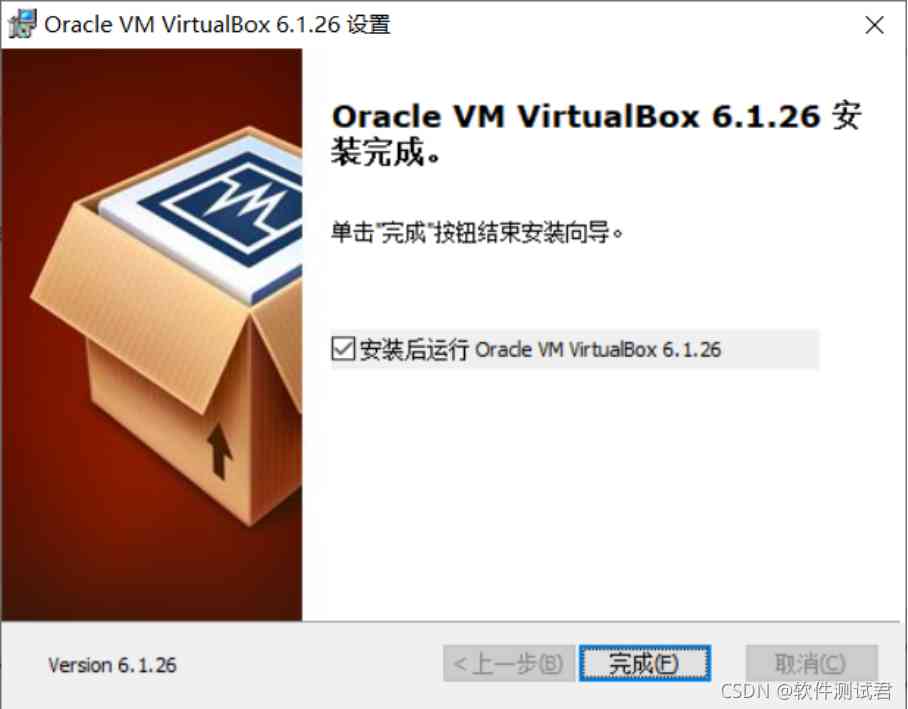 Oracle VM VirtualBox 6.1.26 设置
Oracle VM VirtualBox 6.1.26 安
装完成。
单击"完成"按钮结束安装向导。
安装后运行 Oracle VM VirtualBox 6.1.26
Version 6.1.26
< 上一步(B)
完成(F)
取消(C)
CSDN @软件测试君